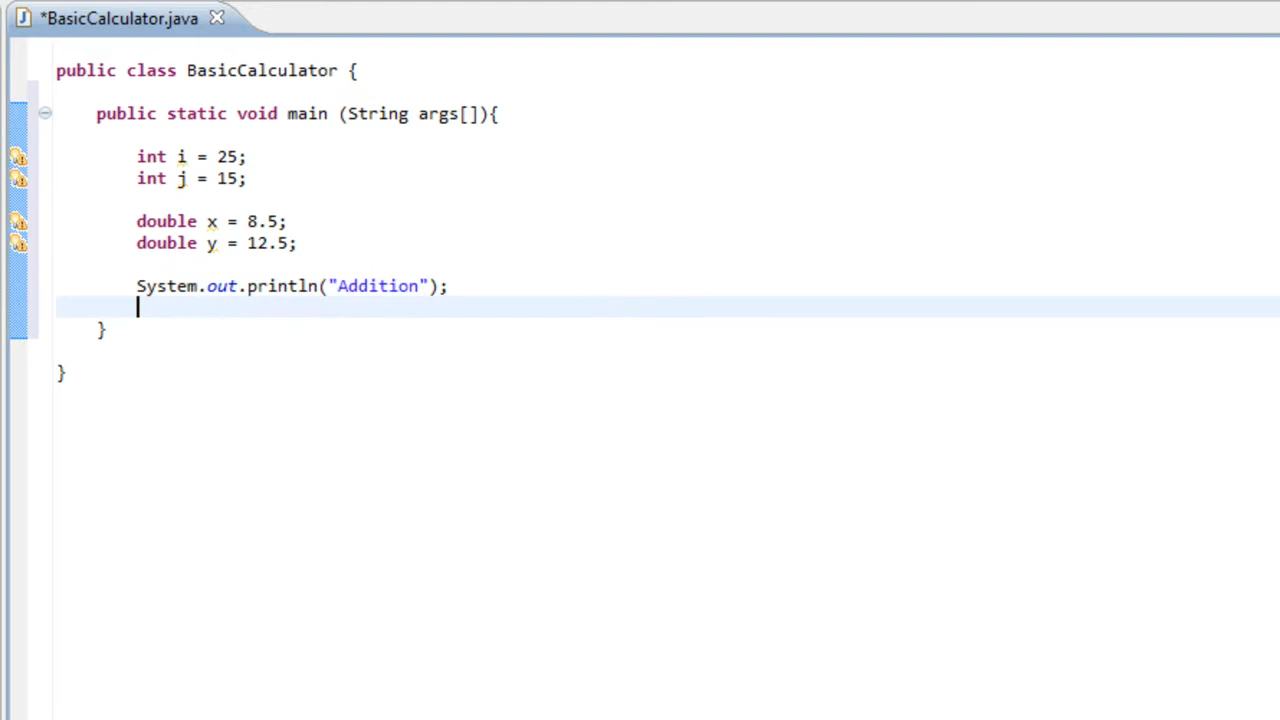 *BasicCalculator.java
public class BasicCalculator {
public static void main (String args[]){
int i = 25;
int j = 15;
double x = 8.5;
double y = 12.5;
System.out.println("Addition");
}
}